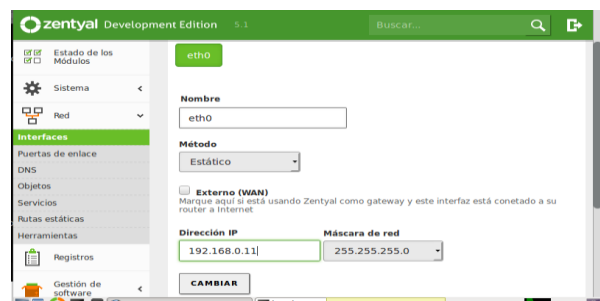 zentyal Development Edition 5.1
Buscar...
Estado de los
Módulos
Sistema
Red
Interfaces
Puertas de enlace
DNS
Objetos
Servicios
Rutas estáticas
Herramientas
Registros
Gestión de
software
eth0
Nombre
eth0
Método
Estático
Externo (WAN)
Marque aquí si está usando Zentyal como gateway y este interfaz está conetado a su
router a Internet
Dirección IP
Máscara de red
192.168.0.11
255.255.255.0
CAMBIAR